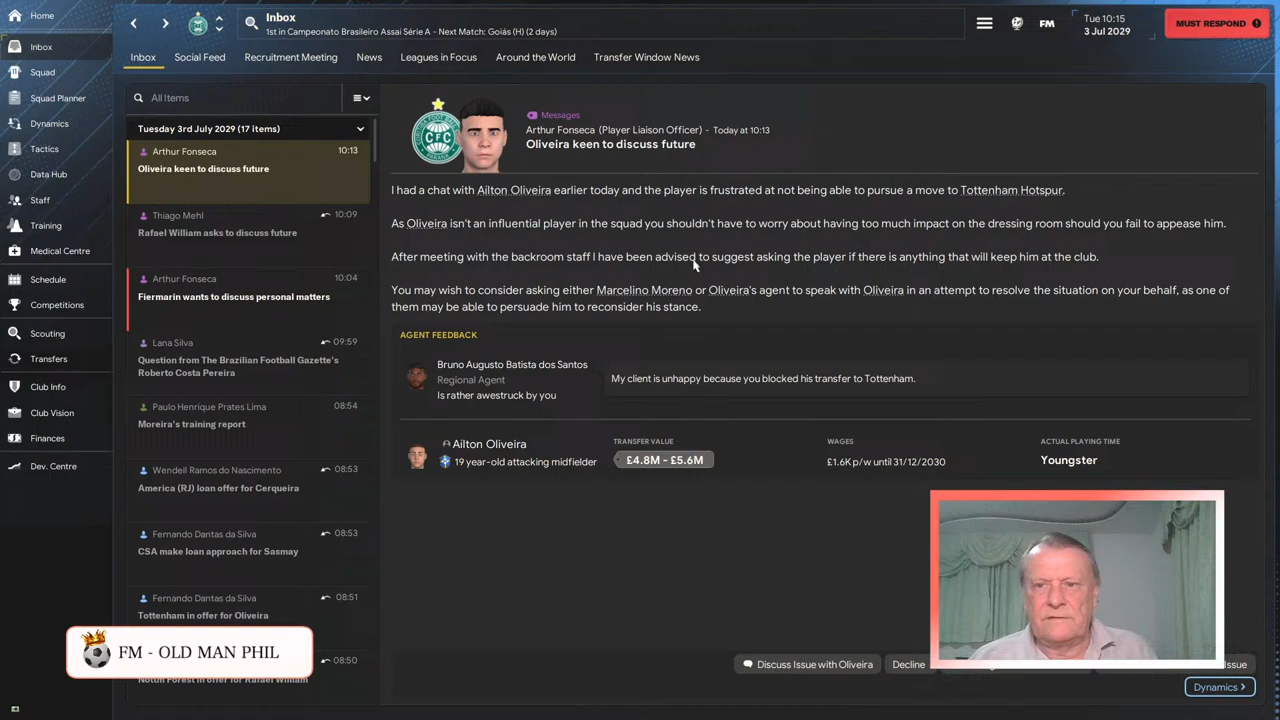 Home
Inbox
Squad
Squad Planner
Dynamics
Tactics
Data Hub
Staff
Training
Medical Centre
Schedule
Competitions
Scouting
Transfers
Club Info
Club Vision
Finances
Dev. Centre
Inbox
1st in Campeonato Brasileiro Assaí Série A - Next Match: Goiás (H) (2 days)
FM
Tue 10:15
3 Jul 2029
MUST RESPOND
Inbox
Social Feed
Recruitment Meeting
News
Leagues in Focus
Around the World
Transfer Window News
All Items
Tuesday 3rd July 2029 (17 items)
Arthur Fonseca 10:13
Oliveira keen to discuss future
Thiago Mehl 10:09
Rafael William asks to discuss future
Arthur Fonseca 10:04
Fiermarin wants to discuss personal matters
Lana Silva 09:59
Question from The Brazilian Football Gazette's
Roberto Costa Pereira
Paulo Henrique Prates Lima 08:54
Moreira's training report
Wendell Ramos do Nascimento 08:53
America (RJ) loan offer for Cerqueira
Fernando Dantas da Silva 08:53
CSA make loan approach for Sasmay
Fernando Dantas da Silva 08:51
Tottenham in offer for Oliveira
08:50
Nottm Forest in offer for Rafael William
CFC
Messages
Arthur Fonseca (Player Liaison Officer) - Today at 10:13
Oliveira keen to discuss future
I had a chat with Aílton Oliveira earlier today and the player is frustrated at not being able to pursue a move to Tottenham Hotspur.
As Oliveira isn't an influential player in the squad you shouldn't have to worry about having too much impact on the dressing room should you fail to appease him.
After meeting with the backroom staff I have been advised to suggest asking the player if there is anything that will keep him at the club.
You may wish to consider asking either Marcelino Moreno or Oliveira's agent to speak with Oliveira in an attempt to resolve the situation on your behalf, as one of
them may be able to persuade him to reconsider his stance.
AGENT FEEDBACK
Bruno Augusto Batista dos Santos
Regional Agent
Is rather awestruck by you
My client is unhappy because you blocked his transfer to Tottenham.
Aílton Oliveira
19 year-old attacking midfielder
TRANSFER VALUE
£4.8M - £5.6M
WAGES
£1.6K p/w until 31/12/2030
ACTUAL PLAYING TIME
Youngster
Discuss Issue with Oliveira
Decline
Issue
Dynamics
FM - OLD MAN PHIL